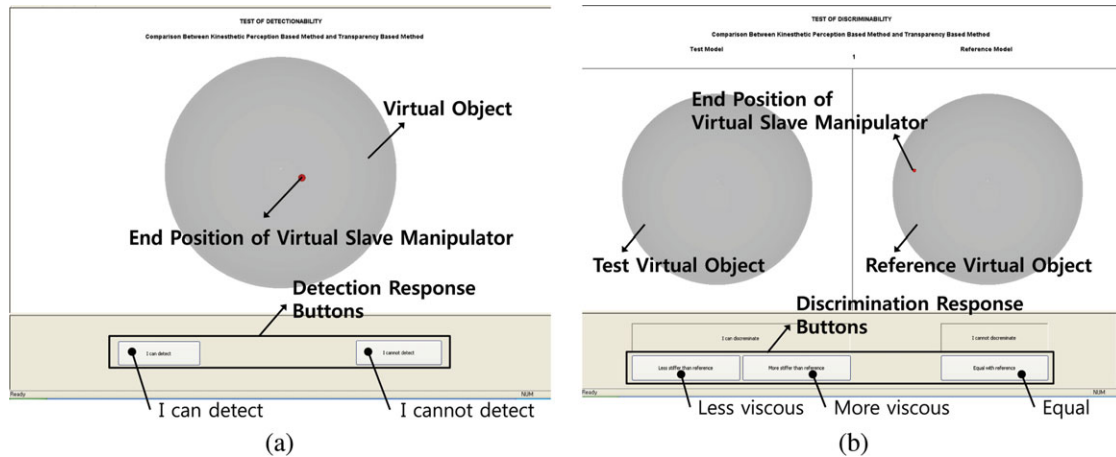 TEST OF DETECTIONABILITY
Comparison Between Kinesthetic Perception Based Method and Transparency Based Method
Virtual Object
End Position of Virtual Slave Manipulator
Detection Response
Buttons
I can detect
I cannot detect
Ready
NUM
I can detect
I cannot detect
(a)
TEST OF DISCRIMINABILITY
Comparison Between Kinesthetic Perception Based Method and Transparency Based Method
Test Model
1
Reference Model
End Position of
Virtual Slave Manipulator
Test Virtual Object
Reference Virtual Object
Discrimination Response
Buttons
I can discreminate
I cannot discreminate
Less stiffer than reference
More stiffer than reference
Equal with reference
Ready
NUM
Less viscous
More viscous
Equal
(b)